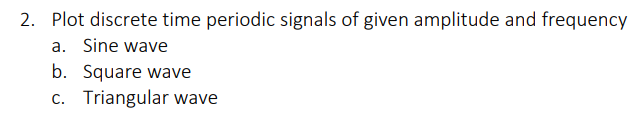 2. Plot discrete time periodic signals of given amplitude and frequency
a. Sine wave
b. Square wave
c. Triangular wave